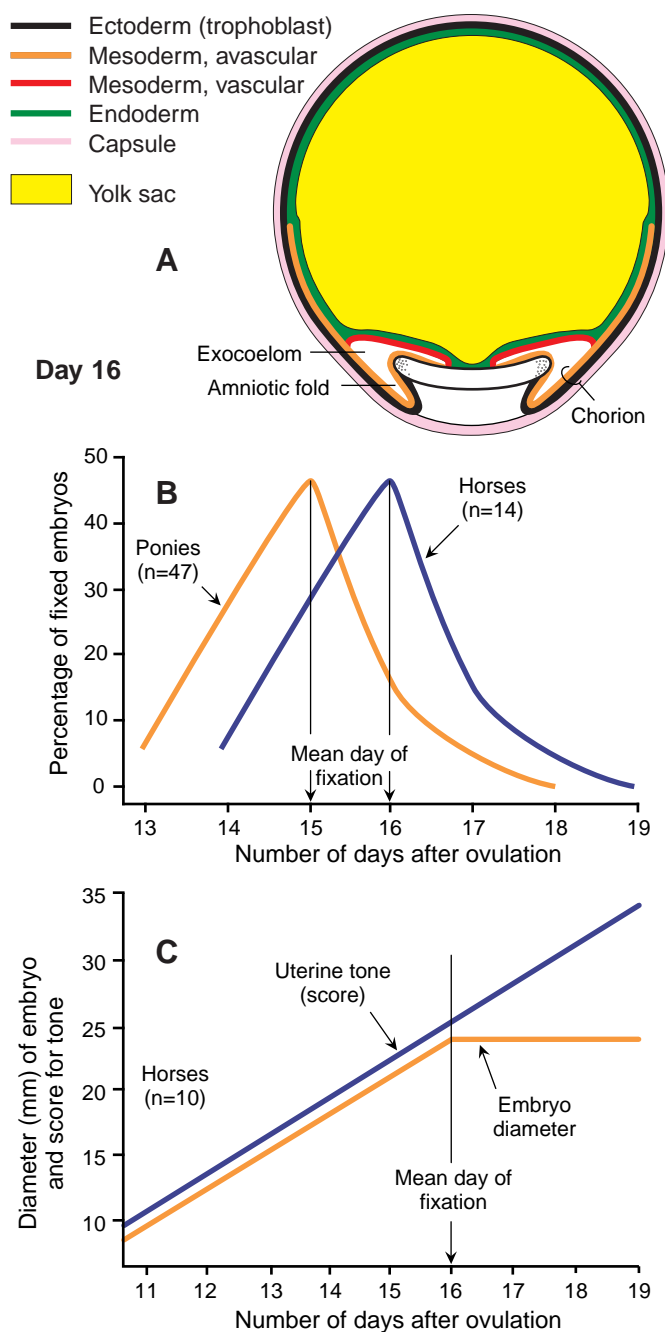 Ectoderm (trophoblast)
Mesoderm, avascular
Mesoderm, vascular
Endoderm
Capsule
Yolk sac
A
Day 16
Exocoelom
Amniotic fold
Chorion
B
Percentage of fixed embryos
50
40
30
20
10
0
Ponies
(n=47)
Horses
(n=14)
Mean day of
fixation
13 14 15 16 17 18 19
Number of days after ovulation
C
Diameter (mm) of embryo
and score for tone
35
30
25
20
15
10
Uterine tone
(score)
Horses
(n=10)
Embryo
diameter
Mean day of
fixation
11 12 13 14 15 16 17 18 19
Number of days after ovulation